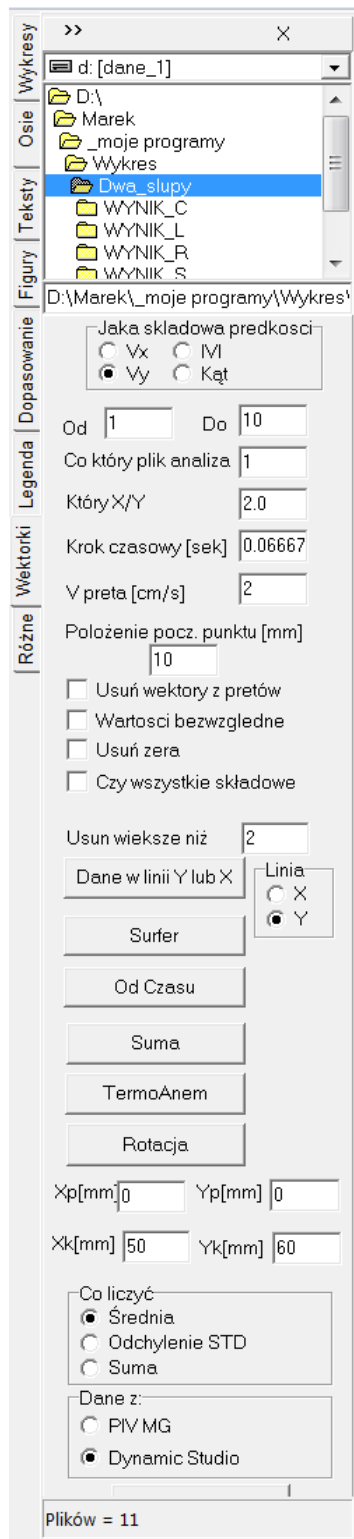 Wykresy
Osie
Teksty
Figury
Dopasowanie
Legenda
Wektorki
Różne
>> X
d: [dane_1]
D:\
Marek
_moje programy
Wykres
Dwa_slupy
WYNIK_C
WYNIK_L
WYNIK_R
WYNIK_S
D:\Marek\_moje programy\Wykres\
Jaka skladowa predkosci
Vx IVI
Vy Kąt
Od 1 Do 10
Co który plik analiza 1
Który X/Y 2.0
Krok czasowy [sek] 0.06667
V preta [cm/s] 2
Położenie pocz. punktu [mm]
10
Usuń wektory z pretów
Wartosci bezwzgledne
Usuń zera
Czy wszystkie składowe
Usun wieksze niż 2
Dane w linii Y lub X
Linia
X
Y
Surfer
Od Czasu
Suma
TermoAnem
Rotacja
Xp[mm] 0 Yp[mm] 0
Xk[mm] 50 Yk[mm] 60
Co liczyć
Średnia
Odchylenie STD
Suma
Dane z:
PIV MG
Dynamic Studio
Plików = 11